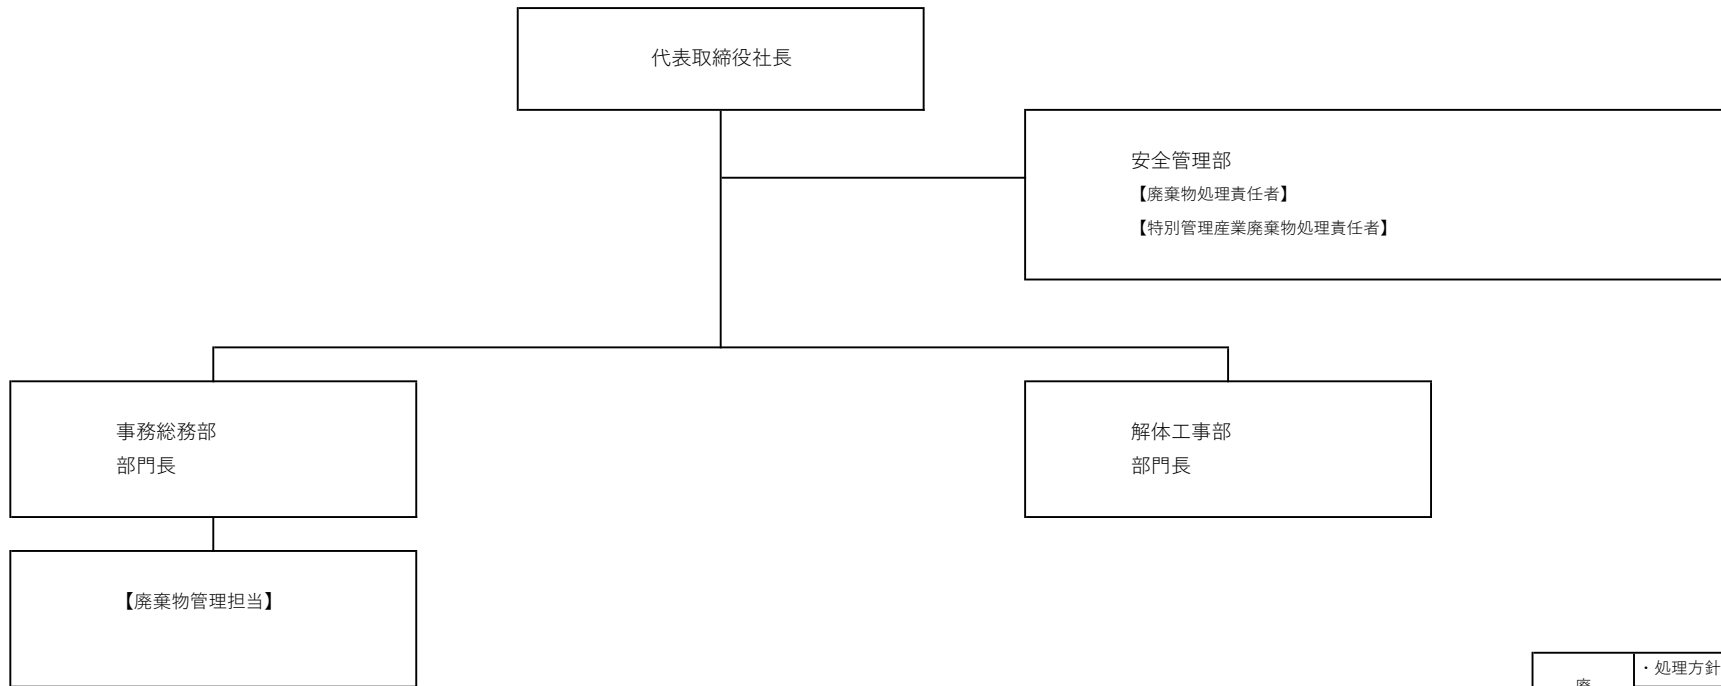 代表取締役社長
安全管理部
【廃棄物処理責任者】
【特別管理産業廃棄物処理責任者】
事務総務部
部門長
解体工事部
部門長
【廃棄物管理担当】
・処理方針
廃